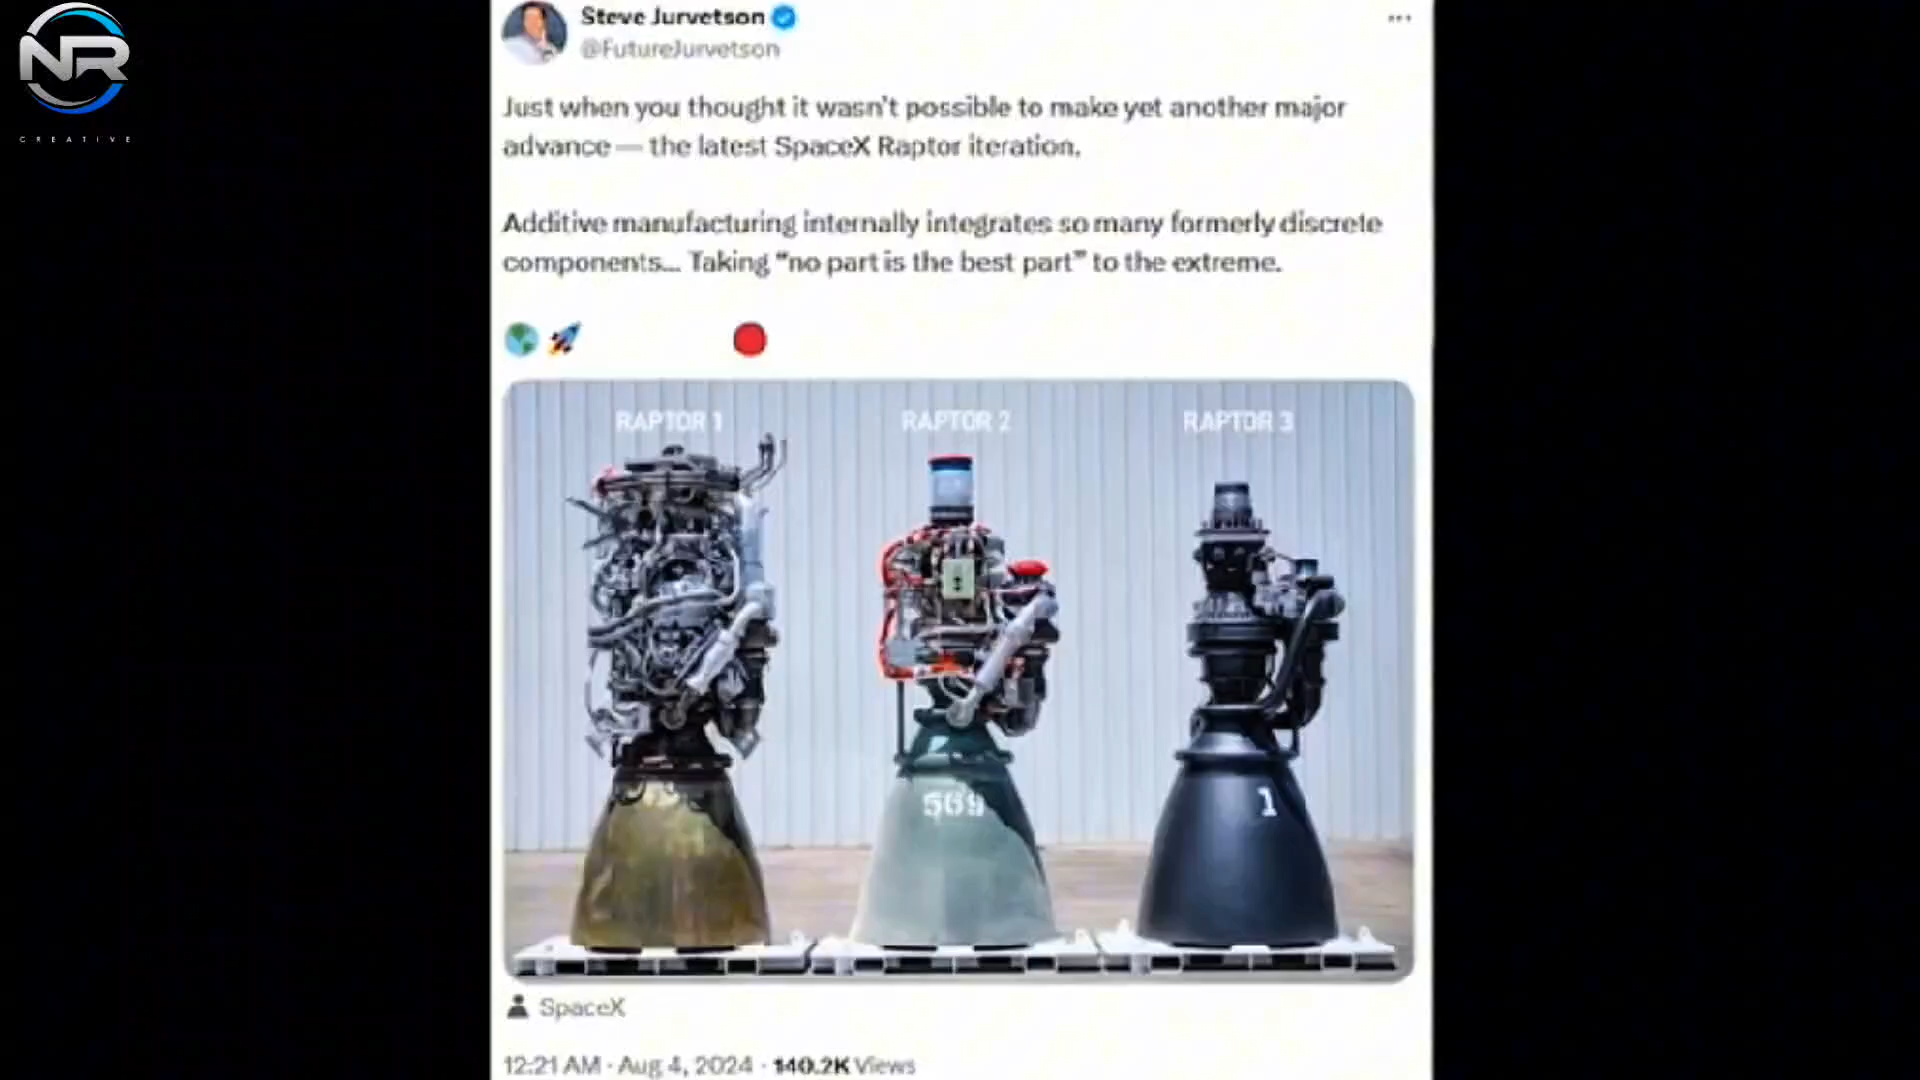 NR
CREATIVE
Steve Jurvetson
@FutureJurvetson
Just when you thought it wasn't possible to make yet another major
advance — the latest SpaceX Raptor iteration.
Additive manufacturing internally integrates so many formerly discrete
components... Taking “no part is the best part” to the extreme.
RAPTOR 1
RAPTOR 2
RAPTOR 3
569
1
SpaceX
12:21 AM · Aug 4, 2024 · 140.2K Views